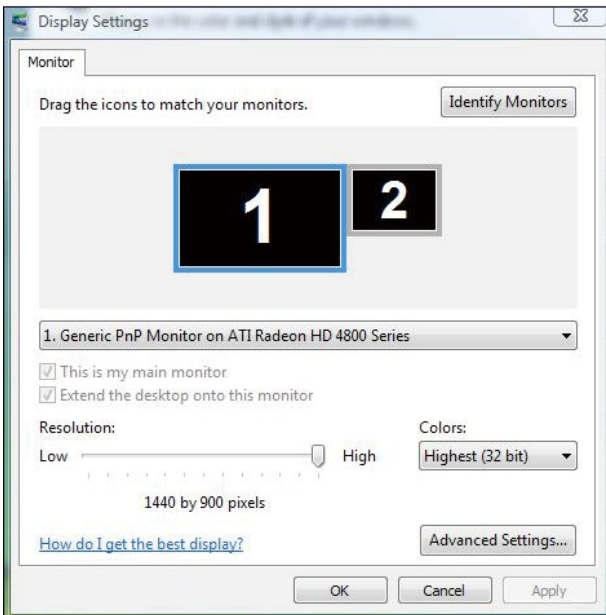 Display Settings
Monitor
Drag the icons to match your monitors.
Identify Monitors
1
2
1. Generic PnP Monitor on ATI Radeon HD 4800 Series
This is my main monitor
Extend the desktop onto this monitor
Resolution:
Colors:
Low
High
Highest (32 bit)
1440 by 900 pixels
How do I get the best display?
Advanced Settings...
OK
Cancel
Apply